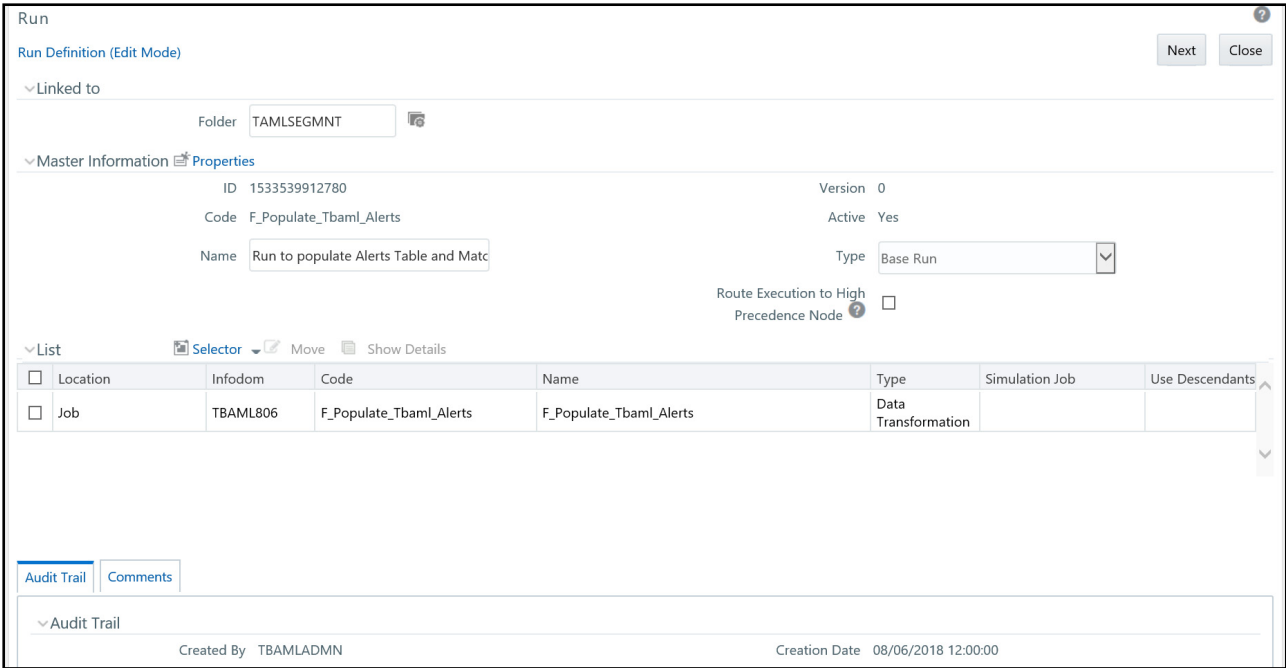 Run
Run Definition (Edit Mode)
Next
Close
Linked to
Folder TAMLSEGMNT
Master Information Properties
ID 1533539912780
Version 0
Code F_Populate_Tbaml_Alerts
Active Yes
Name Run to populate Alerts Table and Matc
Type Base Run
Route Execution to High
Precedence Node ?
List Selector Move Show Details
Location Infodom Code Name Type Simulation Job Use Descendants
Job TBAML806 F_Populate_Tbaml_Alerts F_Populate_Tbaml_Alerts Data
Transformation
Audit Trail Comments
Audit Trail
Created By TBAMLADMN
Creation Date 08/06/2018 12:00:00